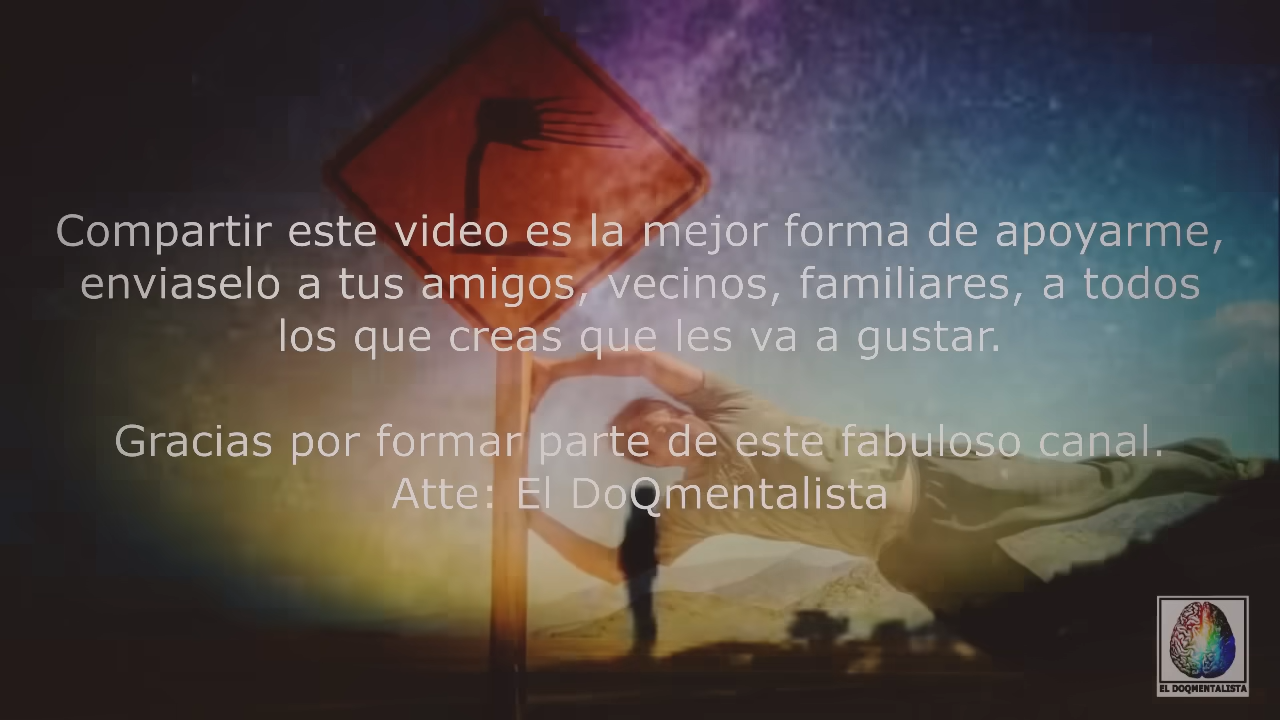 Compartir este video es la mejor forma de apoyarme,
enviaselo a tus amigos, vecinos, familiares, a todos
los que creas que les va a gustar.
Gracias por formar parte de este fabuloso canal.
Atte: El DoQmentalista
EL DOQMENTALISTA